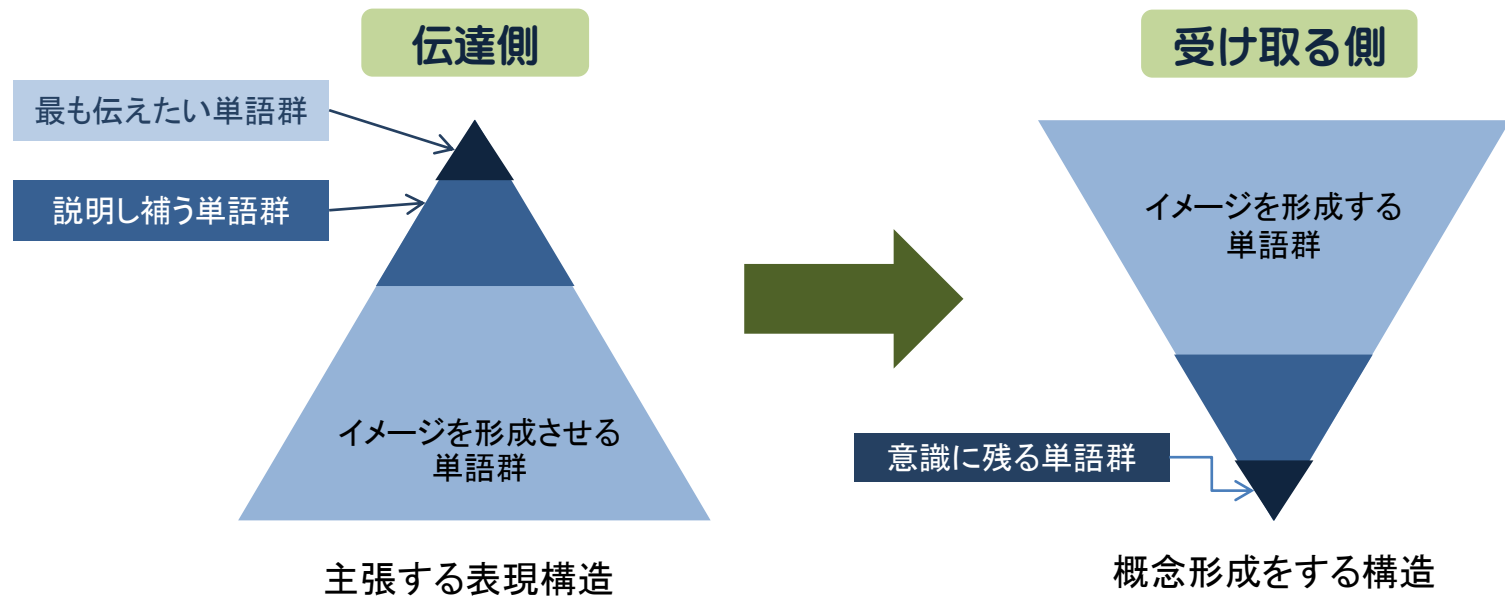 伝達側
最も伝えたい単語群
説明し補う単語群
イメージを形成させる
単語群
主張する表現構造
受け取る側
イメージを形成する
単語群
意識に残る単語群
概念形成をする構造